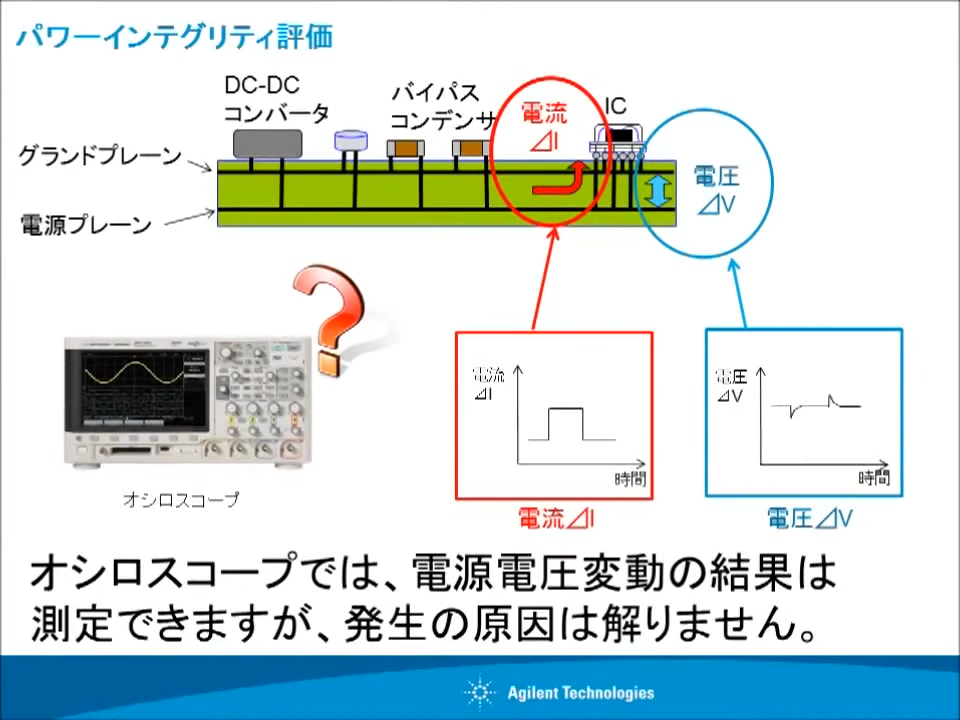 パワーインテグリティ評価
DC-DC
コンバータ
バイパス
コンデンサ
電流
⊿I
IC
グランドプレーン
電圧
⊿V
電源プレーン
電流
⊿I
時間
電圧
⊿V
時間
オシロスコープ
電流⊿I
電圧⊿V
オシロスコープでは、電源電圧変動の結果は
測定できますが、発生の原因は解りません。
Agilent Technologies